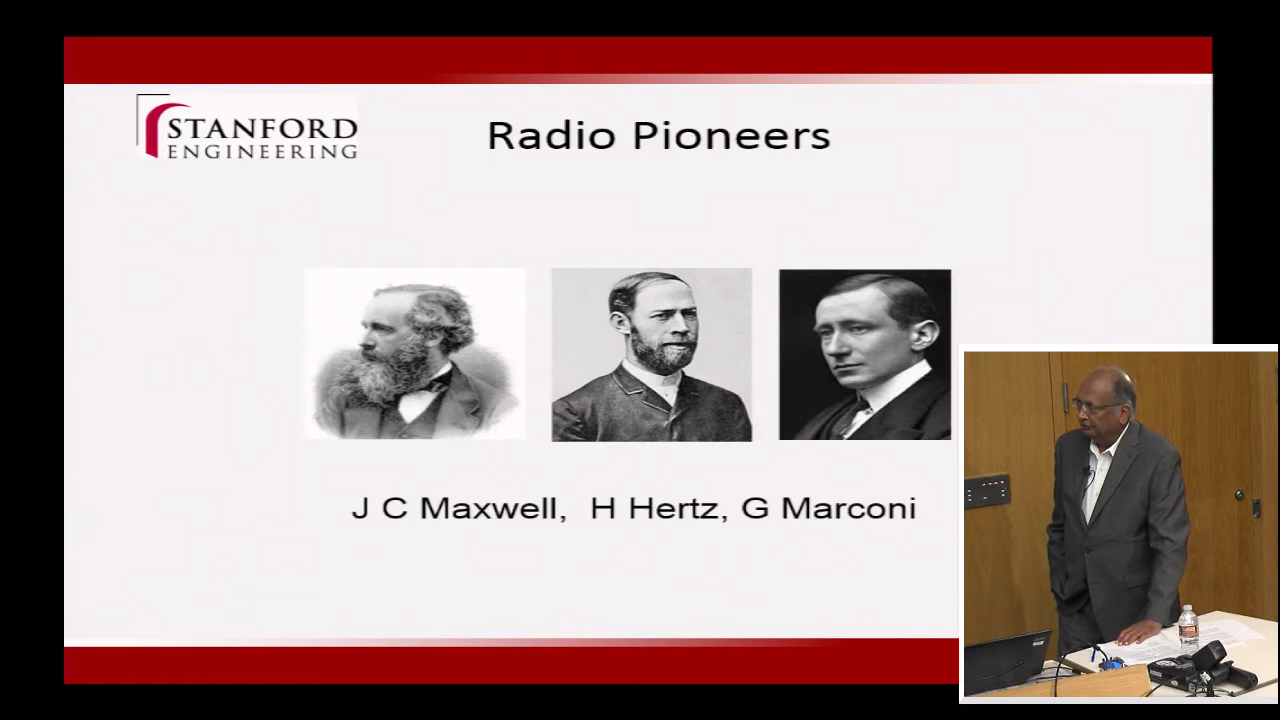 STANFORD
ENGINEERING
Radio Pioneers
J C Maxwell, H Hertz, G Marconi